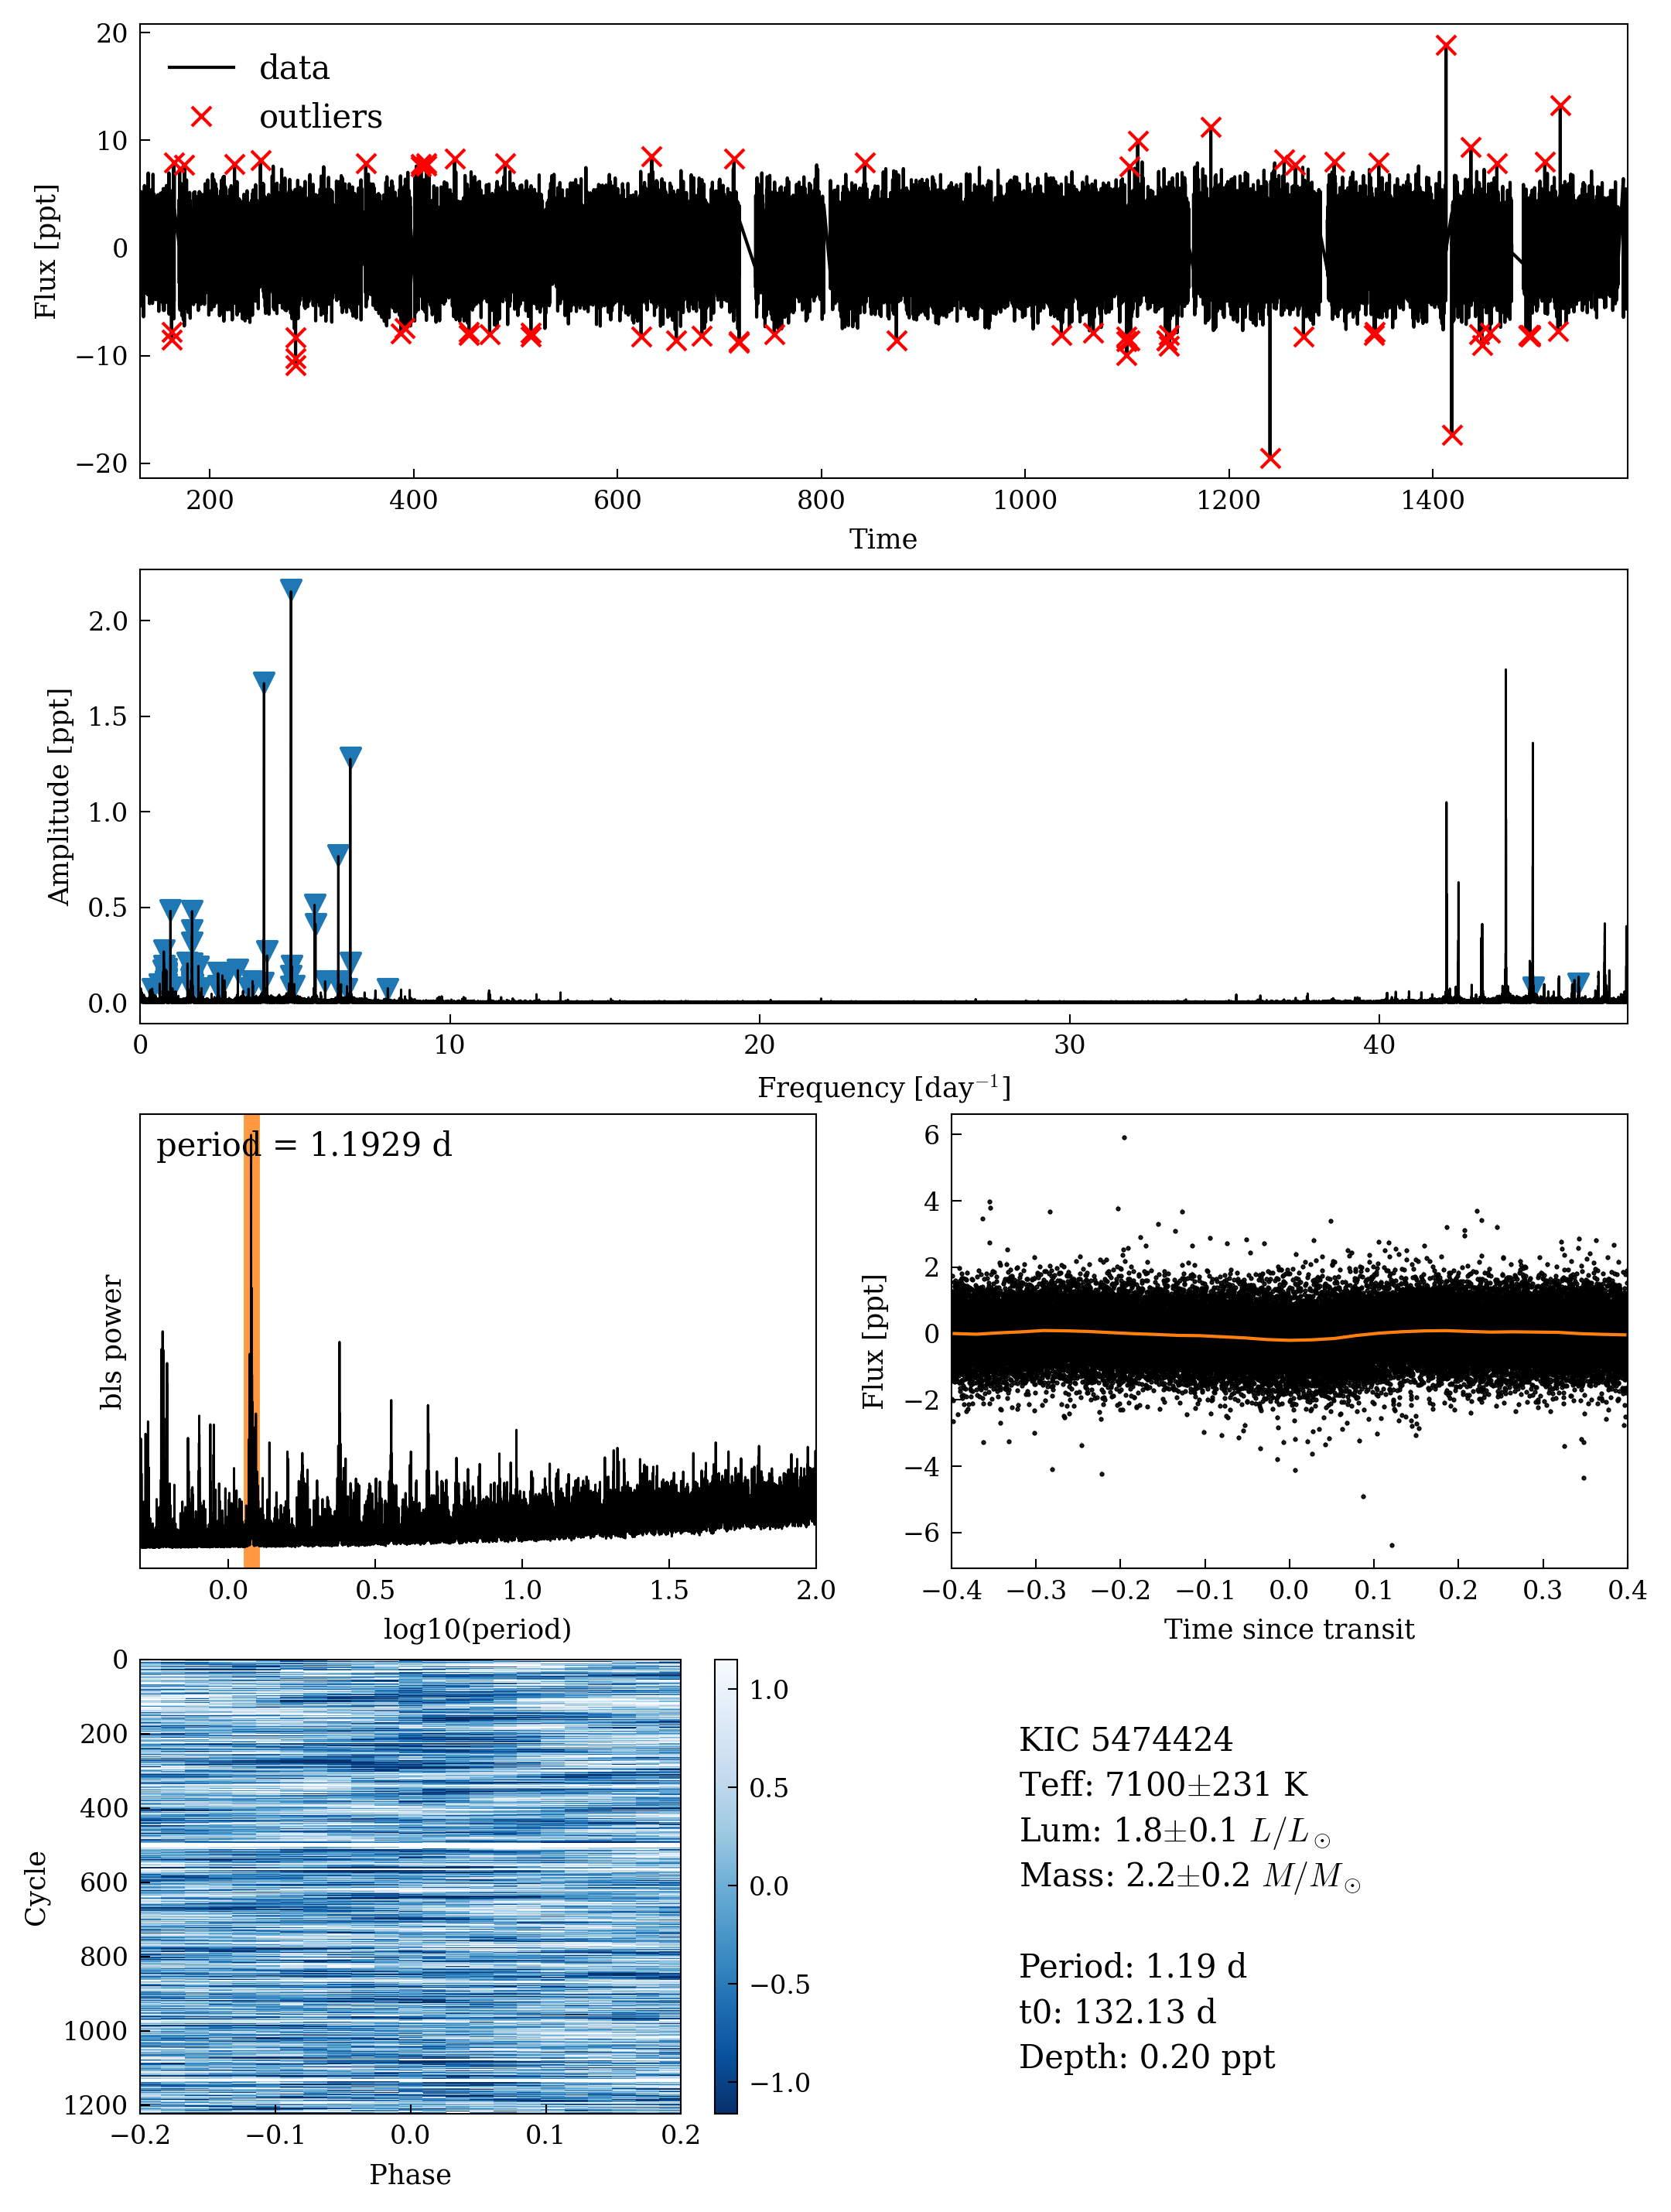 data
outliers
20
10
0
−10
−20
Flux [ppt]
200 400 600 800 1000 1200 1400
Time
2.0
1.5
1.0
0.5
0.0
Amplitude [ppt]
0 10 20 30 40
Frequency [day⁻¹]
period = 1.1929 d
bls power
0.0 0.5 1.0 1.5 2.0
log10(period)
6
4
2
0
−2
−4
−6
Flux [ppt]
−0.4 −0.3 −0.2 −0.1 0.0 0.1 0.2 0.3 0.4
Time since transit
0
200
400
600
800
1000
1200
Cycle
−0.2 −0.1 0.0 0.1 0.2
Phase
1.0
0.5
0.0
−0.5
−1.0
KIC 5474424
Teff: 7100±231 K
Lum: 1.8±0.1 L/L⊙
Mass: 2.2±0.2 M/M⊙
Period: 1.19 d
t0: 132.13 d
Depth: 0.20 ppt